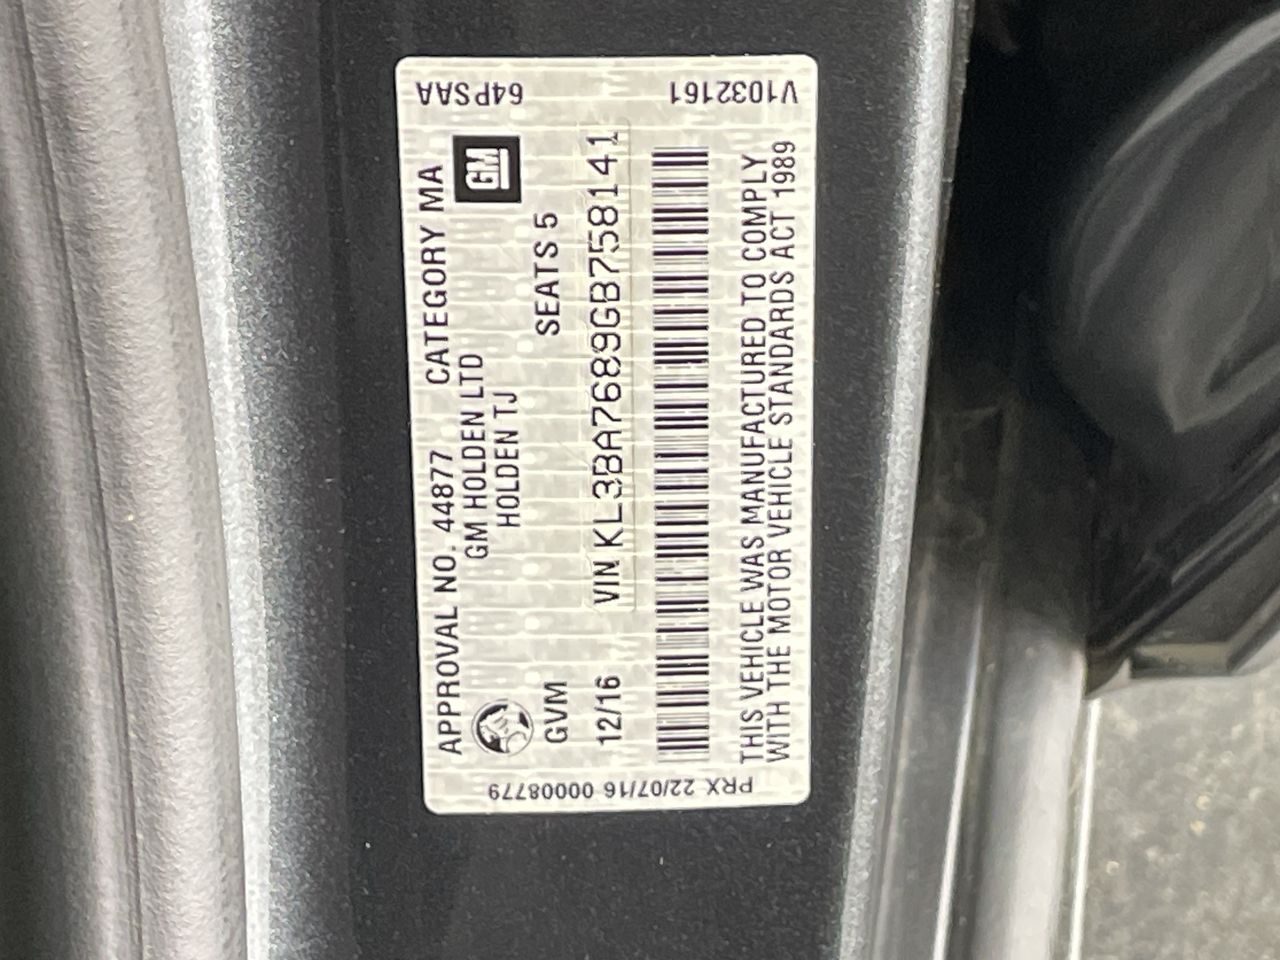 APPROVAL NO. 44877 CATEGORY MA
GM HOLDEN LTD
HOLDEN TJ
GM
GVM SEATS 5
12/16 VIN KL3BA7689GB758141
THIS VEHICLE WAS MANUFACTURED TO COMPLY
WITH THE MOTOR VEHICLE STANDARDS ACT 1989
64PSAA V1032161
PRX 22/07/16 00008779